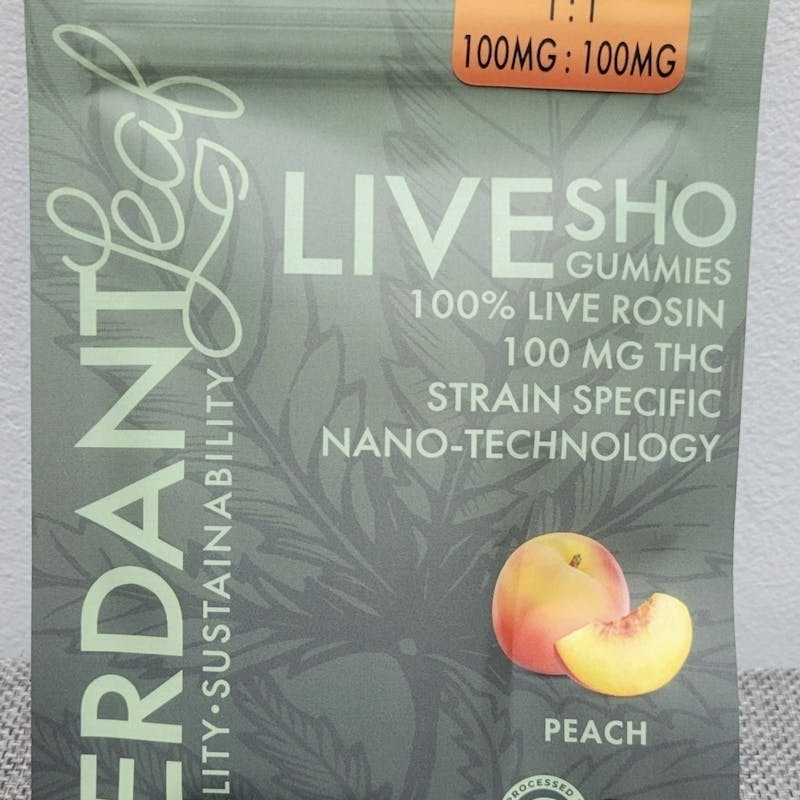 1:1
100MG : 100MG
Leaf
ERDANT
LITY • SUSTAINABILITY
LIVE SHO
GUMMIES
100% LIVE ROSIN
100 MG THC
STRAIN SPECIFIC
NANO-TECHNOLOGY
PEACH
PROCESSED